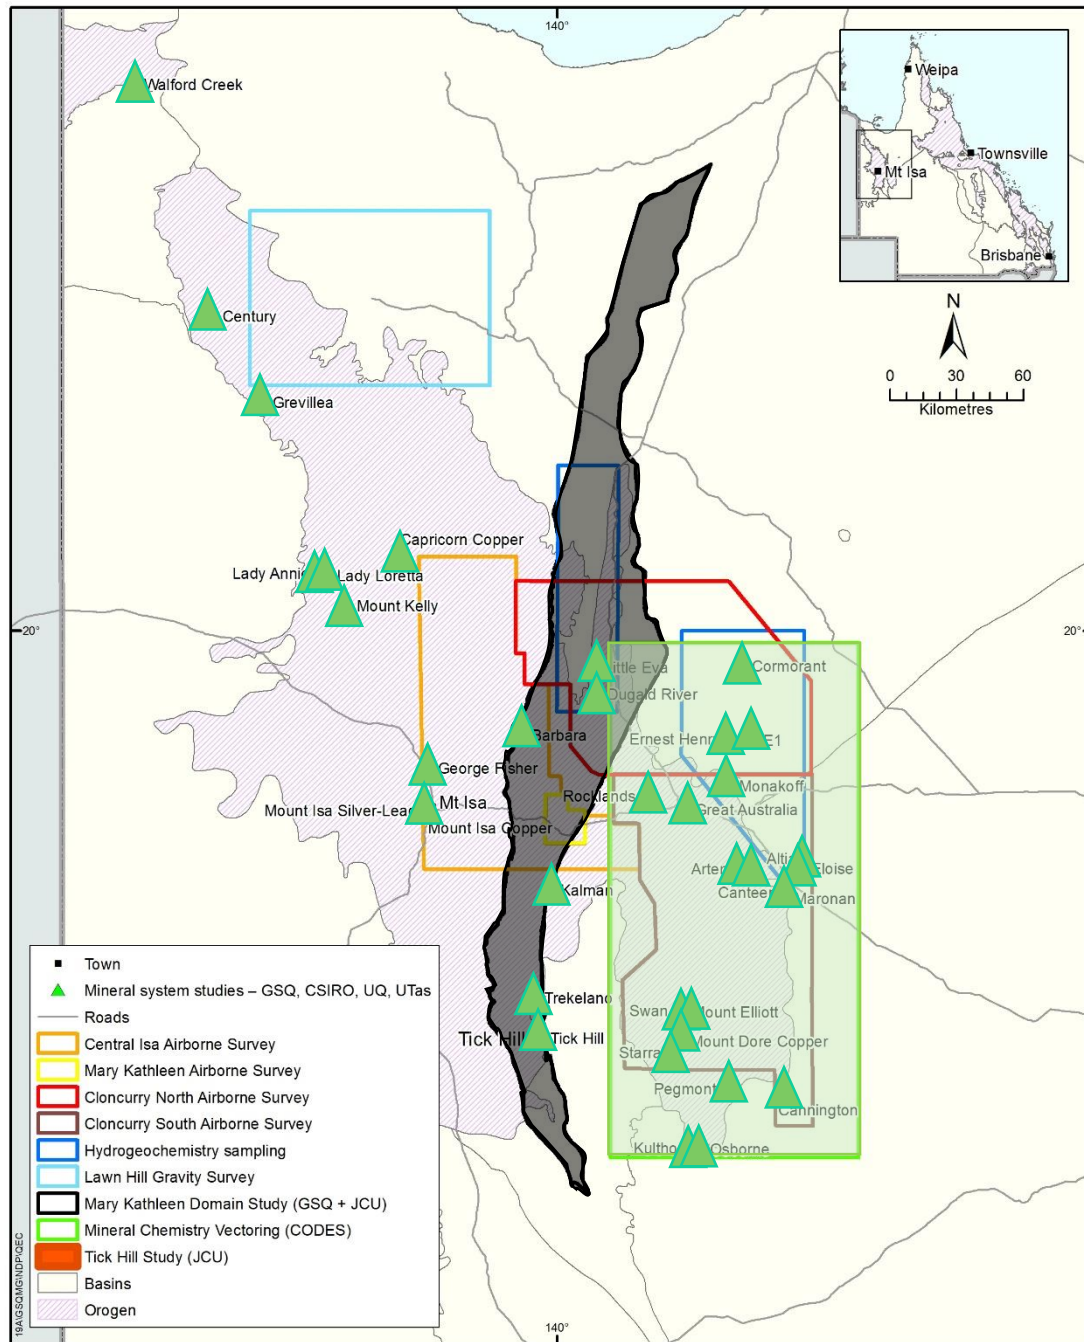 140°
Weipa
Townsville
Mt Isa
Brisbane
Walford Creek
N
0 30 60
Kilometres
Century
Grevillea
Capricorn Copper
Lady Annie
Lady Loretta
Mount Kelly
20°
20°
Little Eva
Dugald River
Cormorant
Ernest Henry
E1
Barbara
George Fisher
Monakoff
Rocklands
Great Australia
Mt Isa
Mount Isa Silver-Lead
Mount Isa Copper
Altia
Eloise
Canteen
Maronan
Kalman
Trekelano
Tick Hill
Tick Hill
Swan
Mount Elliott
Mount Dore Copper
Starra
Pegmont
Cannington
Osborne
Town
Mineral system studies – GSQ, CSIRO, UQ, UTas
Roads
Central Isa Airborne Survey
Mary Kathleen Airborne Survey
Cloncurry North Airborne Survey
Cloncurry South Airborne Survey
Hydrogeochemistry sampling
Lawn Hill Gravity Survey
Mary Kathleen Domain Study (GSQ + JCU)
Mineral Chemistry Vectoring (CODES)
Tick Hill Study (JCU)
Basins
Orogen
140°